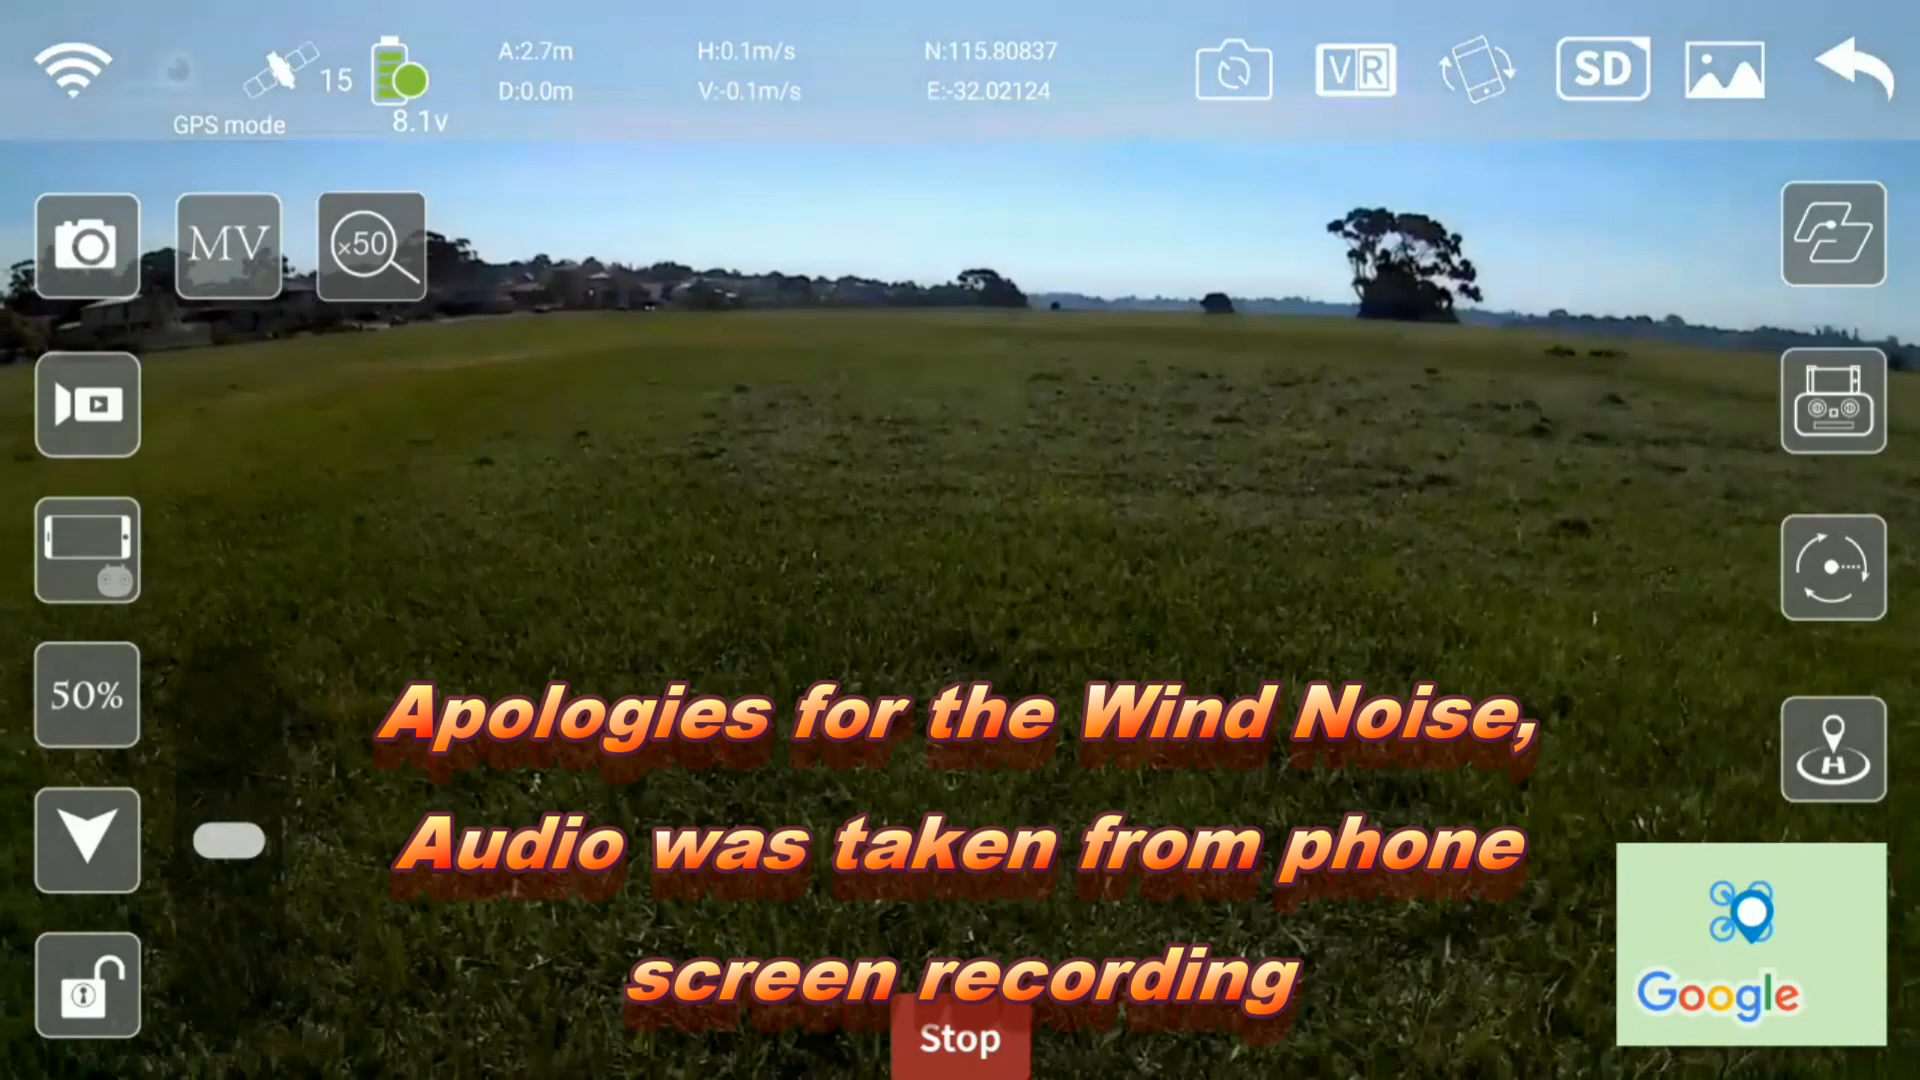 15
GPS mode
8.1v
A:2.7m
H:0.1m/s
N:115.80837
D:0.0m
V:-0.1m/s
E:-32.02124
VR
SD
MV
×50
50%
H
Apologies for the Wind Noise,
Audio was taken from phone
screen recording
Stop
Google